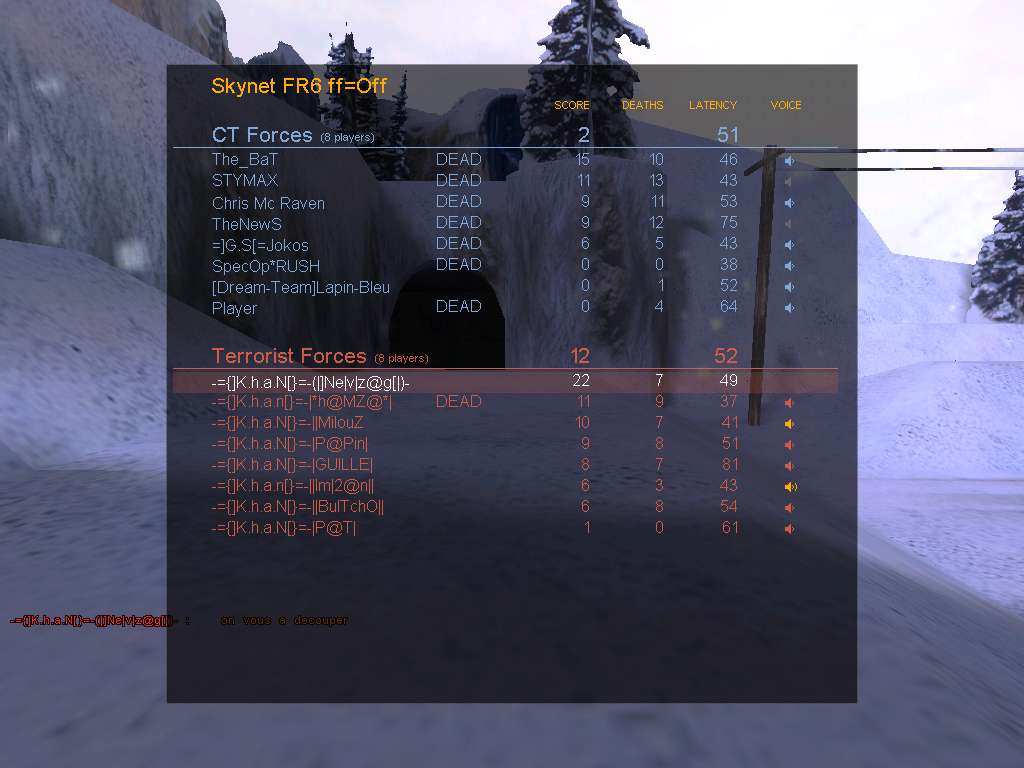 Skynet FR6 ff=Off
SCORE DEATHS LATENCY VOICE
CT Forces (8 players) 2 51
The_BaT DEAD 15 10 46
STYMAX DEAD 11 13 43
Chris Mc Raven DEAD 9 11 53
TheNewS DEAD 9 12 75
=]G.S[=Jokos DEAD 6 5 43
SpecOp*RUSH DEAD 0 0 38
[Dream-Team]Lapin-Bleu 0 1 52
Player DEAD 0 4 64
Terrorist Forces (8 players) 12 52
-={]K.h.a.N[}=-(|]Ne|v|z@g[|)- 22 7 49
-={]K.h.a.n[}=-|*h@MZ@*| DEAD 11 9 37
-={]K.h.a.N[}=-||MilouZ 10 7 41
-={]K.h.a.N[}=-|P@Pin| 9 8 51
-={]K.h.a.N[}=-|GUILLE| 8 7 81
-={]K.h.a.n[}=-||Im|2@n|| 6 3 43
-={]K.h.a.N[}=-||BulTchO|| 6 8 54
-={]K.h.a.N[}=-|P@T| 1 0 61
-={]K.h.a.N[}=-(|]Ne|v|z@g[|)- : on vous a decouper